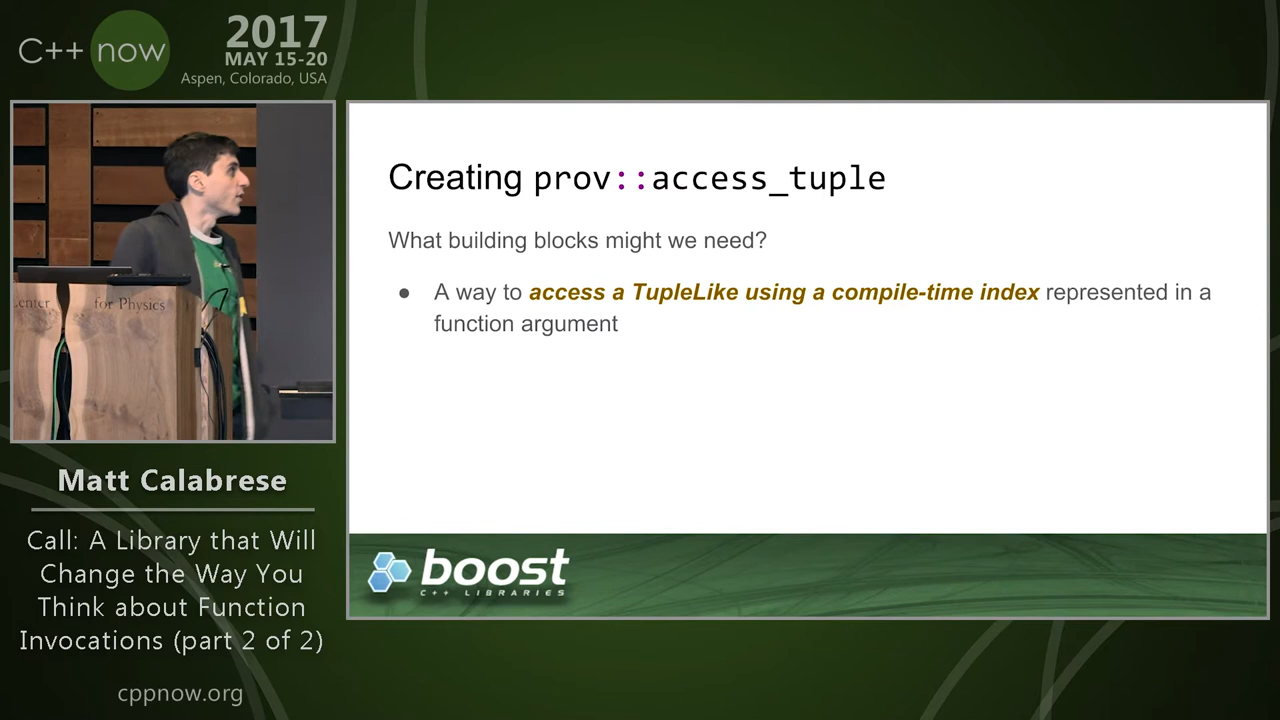 C++ now
2017
MAY 15-20
Aspen, Colorado, USA
Center for Physics
Creating prov::access_tuple
What building blocks might we need?
● A way to access a TupleLike using a compile-time index represented in a
function argument
boost
C++ LIBRARIES
Matt Calabrese
Call: A Library that Will
Change the Way You
Think about Function
Invocations (part 2 of 2)
cppnow.org